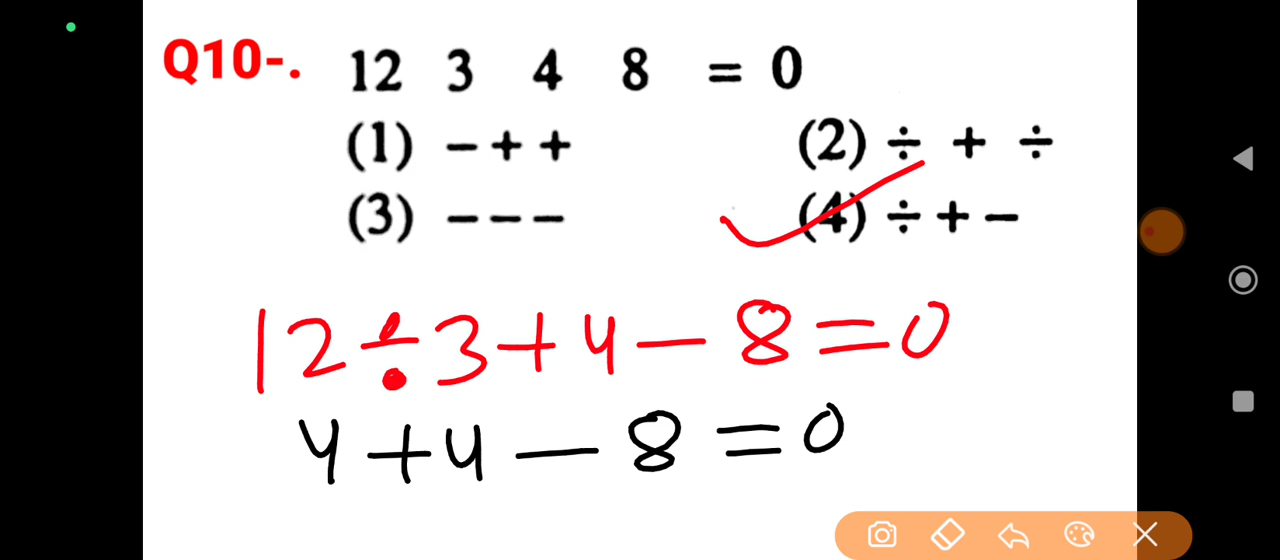 Q10-. 12 3 4 8 = 0
(1) – + + (2) ÷ + ÷
(3) – – – (4) ÷ + –
12 ÷ 3 + 4 – 8 = 0
4 + 4 – 8 = 0